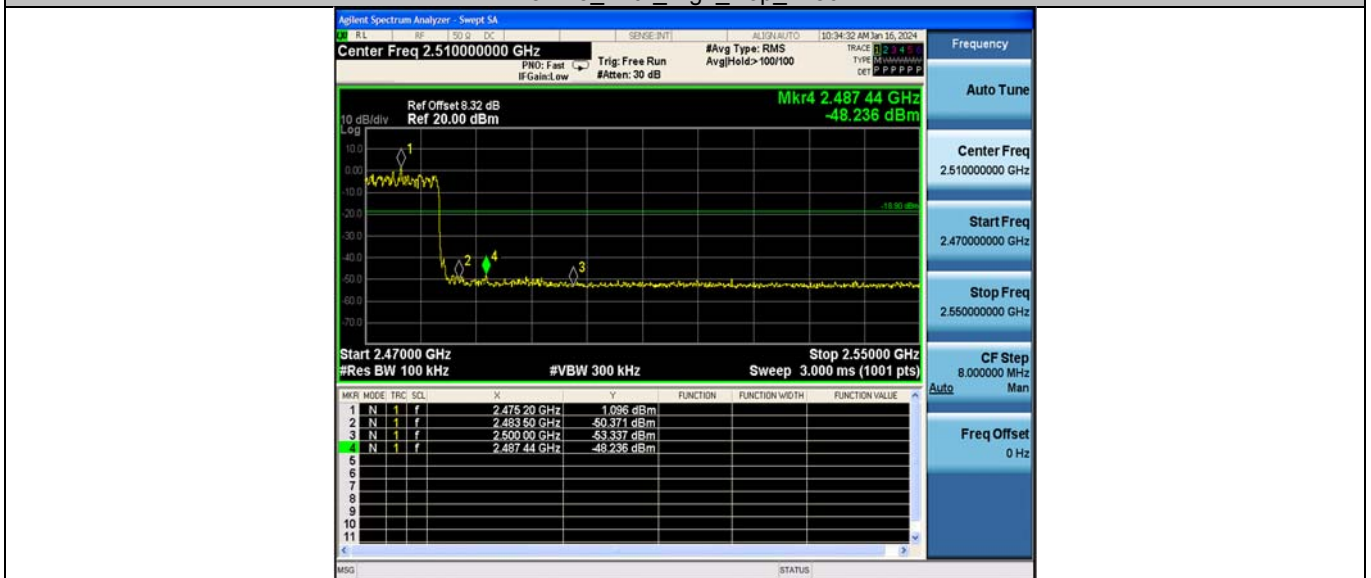 Agilent Spectrum Analyzer - Swept SA
RL RF 50 Ω DC SENSE:INT ALIGN AUTO 10:34:32 AM Jan 16, 2024
Center Freq 2.510000000 GHz
PNO: Fast
IFGain:Low
Trig: Free Run
#Atten: 30 dB
#Avg Type: RMS
Avg|Hold:>100/100
TRACE 1 2 3 4 5 6
TYPE M
DET P P P P P P
Frequency
Mkr4 2.487 44 GHz
-48.236 dBm
Ref Offset 8.32 dB
10 dB/div Ref 20.00 dBm
Log
10.0
0.00
-10.0
-20.0
-30.0
-40.0
-50.0
-60.0
-70.0
1
2
4
3
-18.90 dBm
Start 2.47000 GHz
Stop 2.55000 GHz
#Res BW 100 kHz
#VBW 300 kHz
Sweep 3.000 ms (1001 pts)
MKR MODE TRC SCL X Y FUNCTION FUNCTION WIDTH FUNCTION VALUE
1 N 1 f 2.475 20 GHz 1.096 dBm
2 N 1 f 2.483 50 GHz -50.371 dBm
3 N 1 f 2.500 00 GHz -53.337 dBm
4 N 1 f 2.487 44 GHz -48.236 dBm
5
6
7
8
9
10
11
MSG
STATUS
Auto Tune
Center Freq
2.510000000 GHz
Start Freq
2.470000000 GHz
Stop Freq
2.550000000 GHz
CF Step
8.000000 MHz
Auto Man
Freq Offset
0 Hz